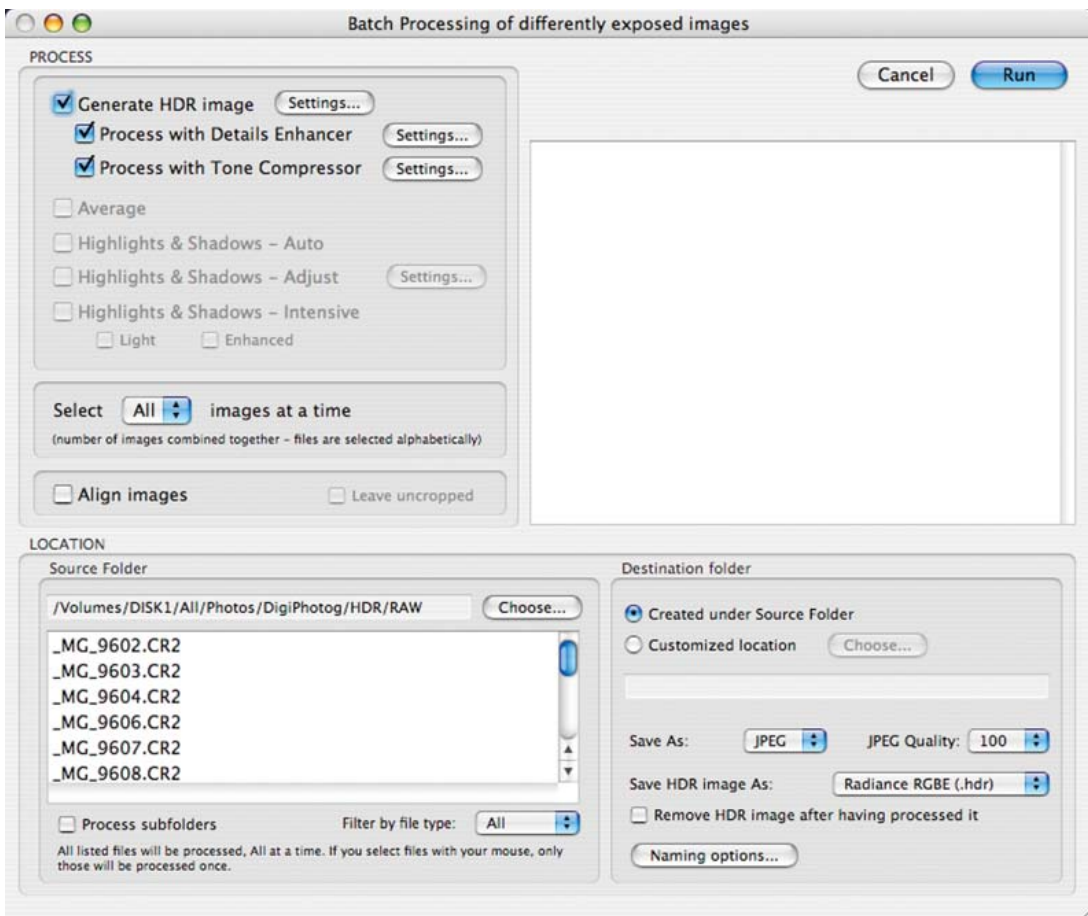 Batch Processing of differently exposed images
PROCESS
Cancel
Run
Generate HDR image
Settings...
Process with Details Enhancer
Settings...
Process with Tone Compressor
Settings...
Average
Highlights & Shadows – Auto
Highlights & Shadows – Adjust
Settings...
Highlights & Shadows – Intensive
Light
Enhanced
Select All images at a time
(number of images combined together – files are selected alphabetically)
Align images
Leave uncropped
LOCATION
Source Folder
/Volumes/DISK1/All/Photos/DigiPhotog/HDR/RAW
Choose...
_MG_9602.CR2
_MG_9603.CR2
_MG_9604.CR2
_MG_9606.CR2
_MG_9607.CR2
_MG_9608.CR2
Process subfolders
Filter by file type: All
All listed files will be processed, All at a time. If you select files with your mouse, only
those will be processed once.
Destination folder
Created under Source Folder
Customized location
Choose...
Save As: JPEG
JPEG Quality: 100
Save HDR image As: Radiance RGBE (.hdr)
Remove HDR image after having processed it
Naming options...